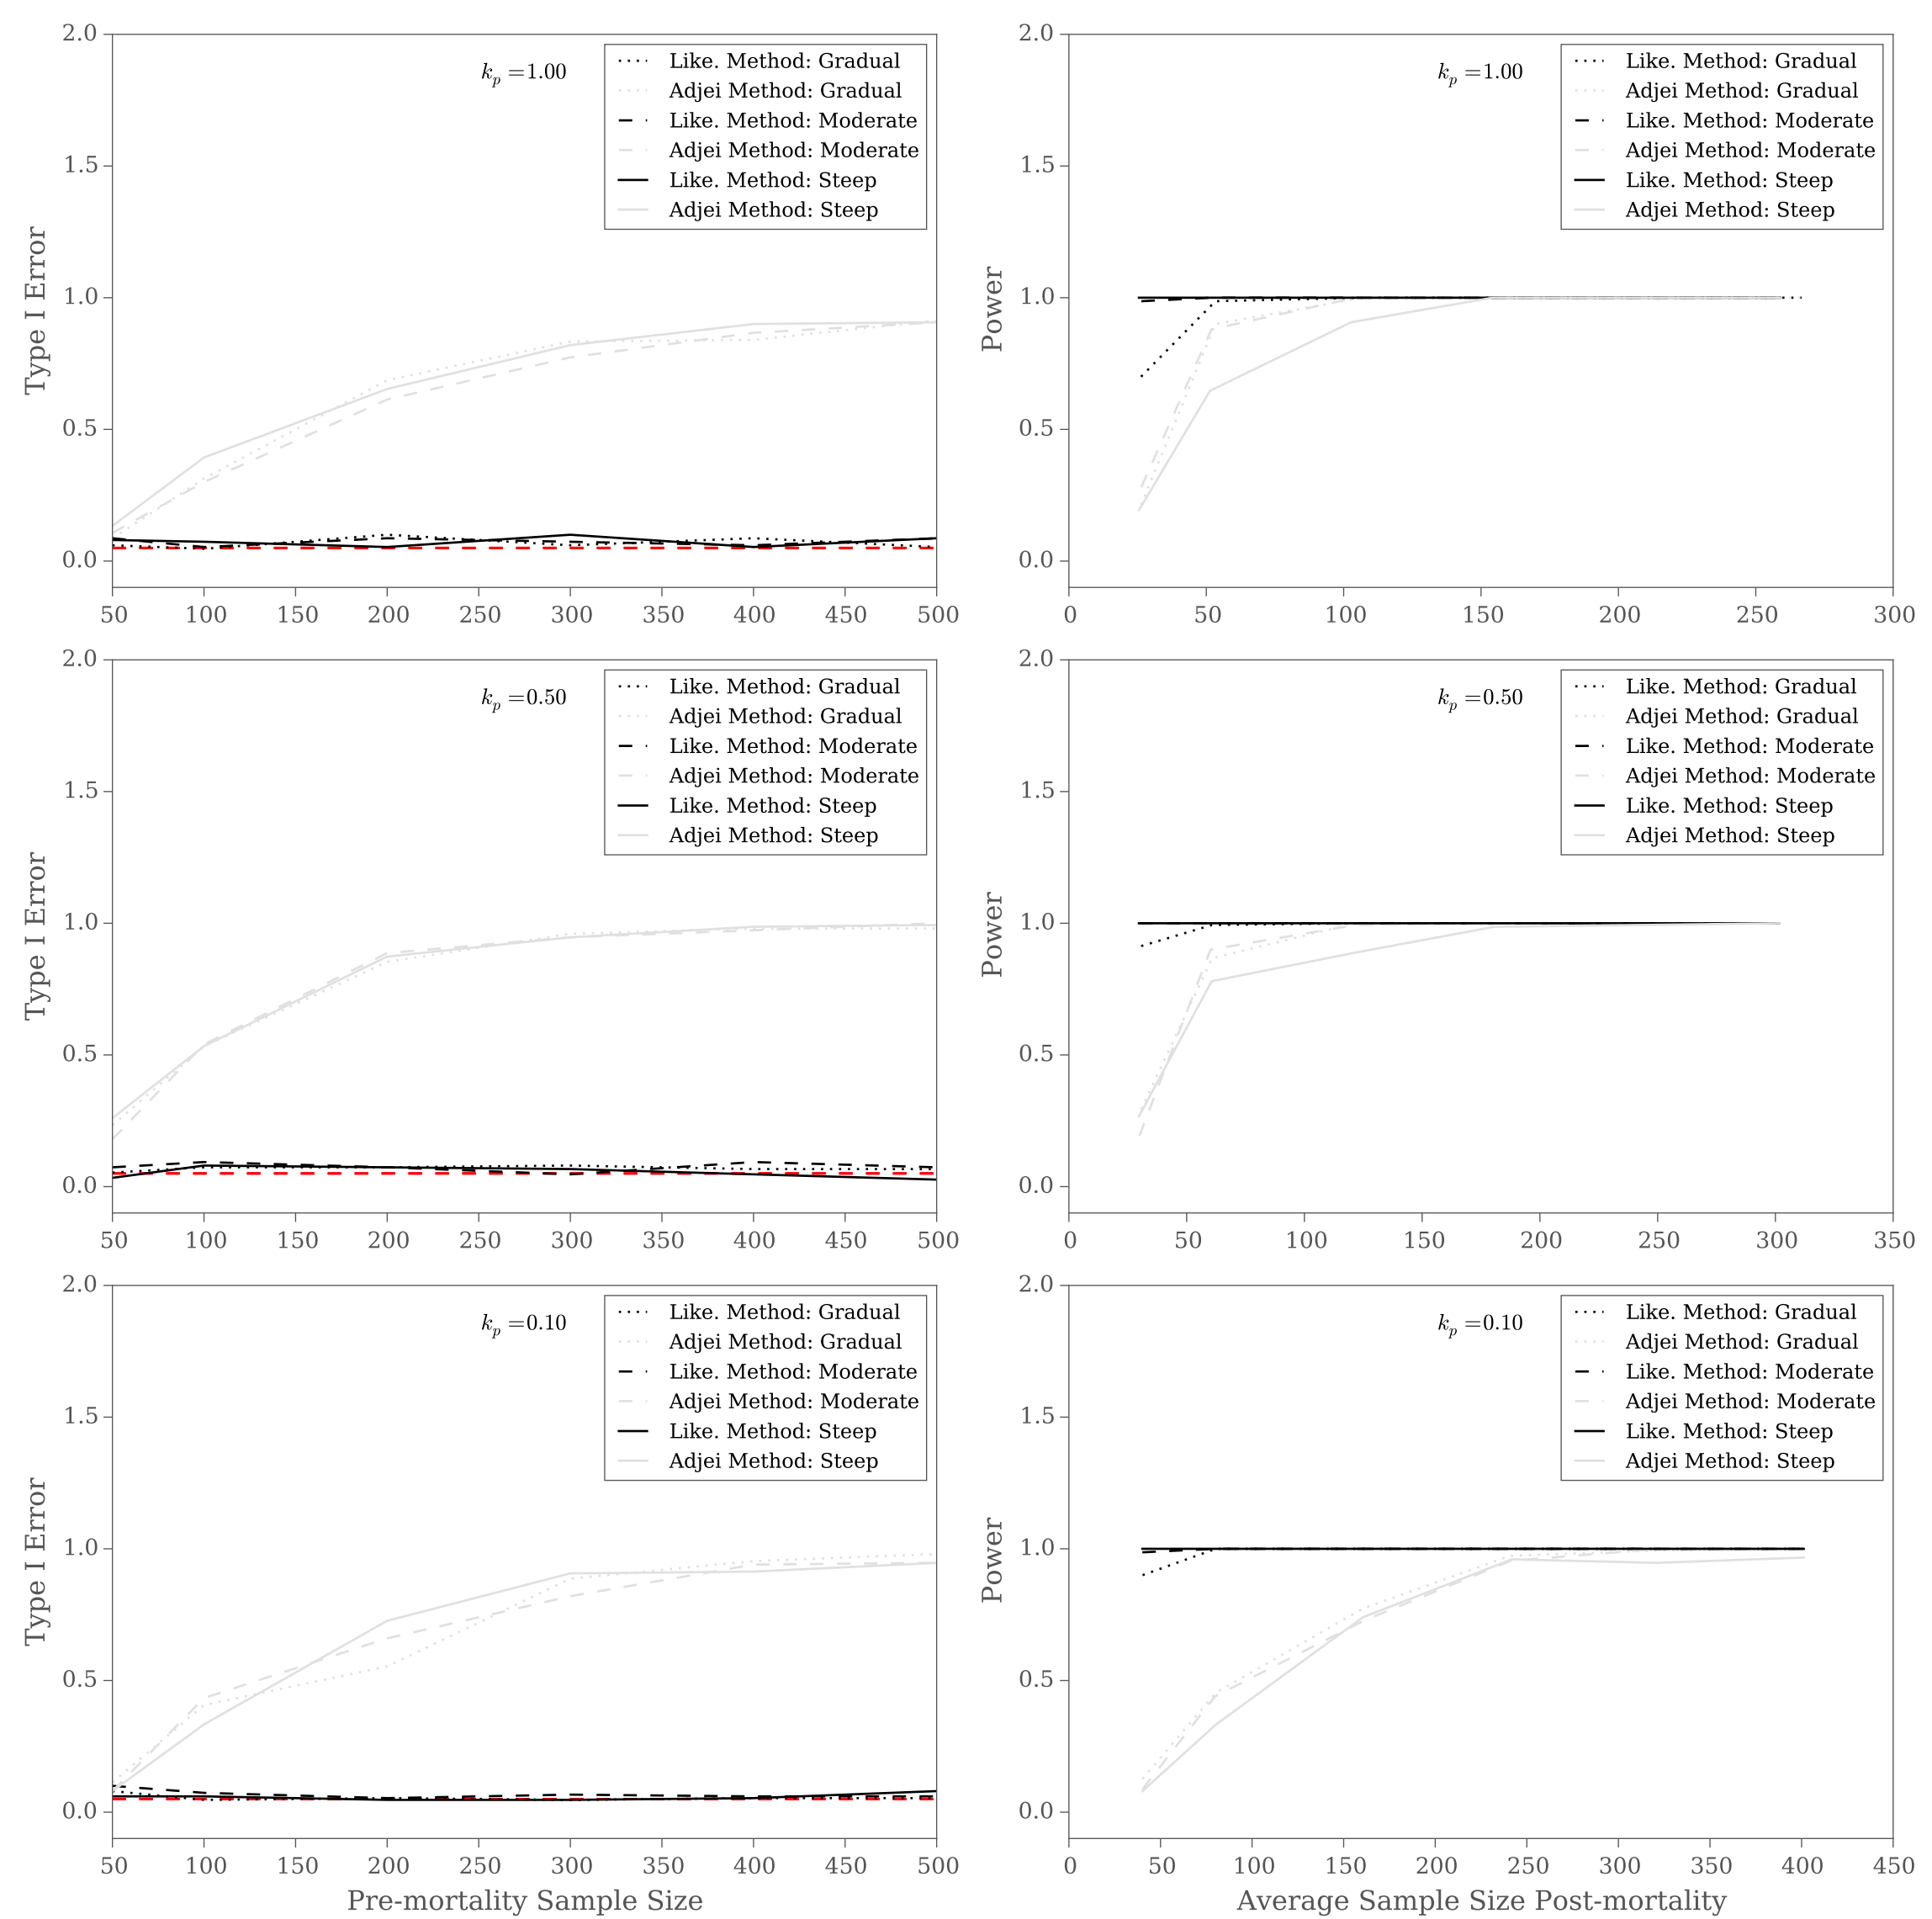 2.0
1.5
1.0
0.5
0.0
Type I Error
k_p = 1.00
Like. Method: Gradual
Adjei Method: Gradual
Like. Method: Moderate
Adjei Method: Moderate
Like. Method: Steep
Adjei Method: Steep
50 100 150 200 250 300 350 400 450 500
2.0
1.5
1.0
0.5
0.0
Power
k_p = 1.00
Like. Method: Gradual
Adjei Method: Gradual
Like. Method: Moderate
Adjei Method: Moderate
Like. Method: Steep
Adjei Method: Steep
0 50 100 150 200 250 300
2.0
1.5
1.0
0.5
0.0
Type I Error
k_p = 0.50
Like. Method: Gradual
Adjei Method: Gradual
Like. Method: Moderate
Adjei Method: Moderate
Like. Method: Steep
Adjei Method: Steep
50 100 150 200 250 300 350 400 450 500
2.0
1.5
1.0
0.5
0.0
Power
k_p = 0.50
Like. Method: Gradual
Adjei Method: Gradual
Like. Method: Moderate
Adjei Method: Moderate
Like. Method: Steep
Adjei Method: Steep
0 50 100 150 200 250 300 350
2.0
1.5
1.0
0.5
0.0
Type I Error
k_p = 0.10
Like. Method: Gradual
Adjei Method: Gradual
Like. Method: Moderate
Adjei Method: Moderate
Like. Method: Steep
Adjei Method: Steep
50 100 150 200 250 300 350 400 450 500
Pre-mortality Sample Size
2.0
1.5
1.0
0.5
0.0
Power
k_p = 0.10
Like. Method: Gradual
Adjei Method: Gradual
Like. Method: Moderate
Adjei Method: Moderate
Like. Method: Steep
Adjei Method: Steep
0 50 100 150 200 250 300 350 400 450
Average Sample Size Post-mortality